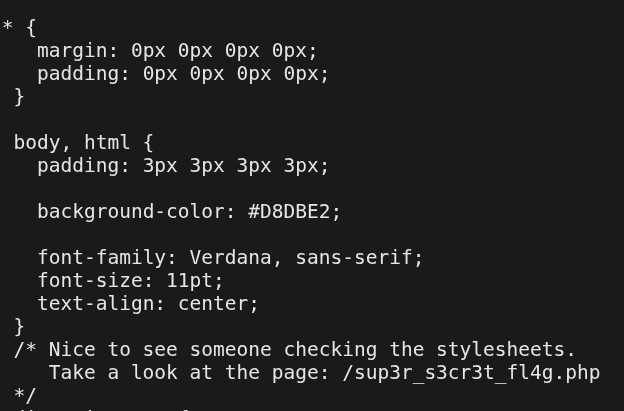 * {
margin: 0px 0px 0px 0px;
padding: 0px 0px 0px 0px;
}
body, html {
padding: 3px 3px 3px 3px;
background-color: #D8DBE2;
font-family: Verdana, sans-serif;
font-size: 11pt;
text-align: center;
}
/* Nice to see someone checking the stylesheets.
Take a look at the page: /sup3r_s3cr3t_fl4g.php
*/